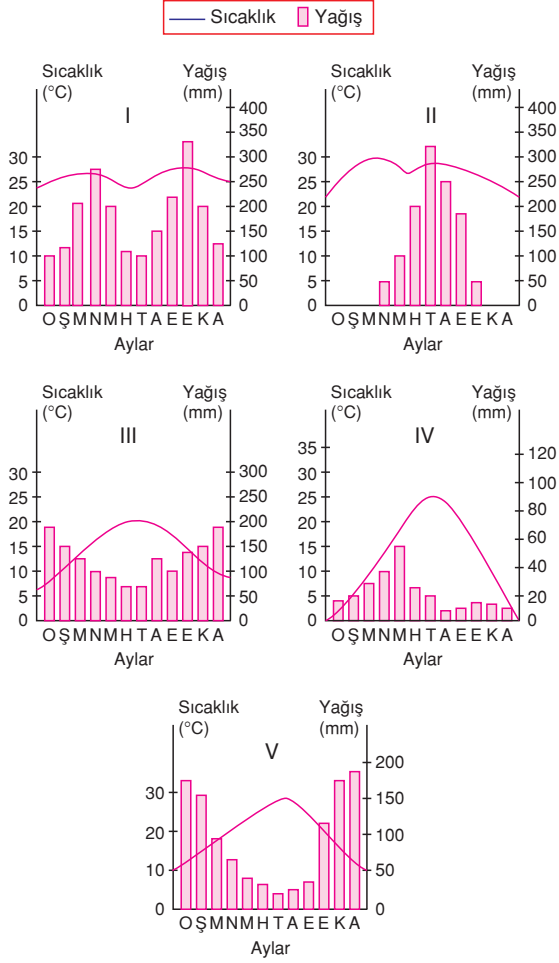 Sıcaklık Yağış
Sıcaklık (°C) I Yağış (mm)
30 25 20 15 10 5 0
400 350 300 250 200 150 100 50 0
O Ş M N M H T A E E K A
Aylar
Sıcaklık (°C) II Yağış (mm)
30 25 20 15 10 5 0
400 350 300 250 200 150 100 50 0
O Ş M N M H T A E E K A
Aylar
Sıcaklık (°C) III Yağış (mm)
30 25 20 15 10 5 0
300 250 200 150 100 50 0
O Ş M N M H T A E E K A
Aylar
Sıcaklık (°C) IV Yağış (mm)
35 30 25 20 15 10 5 0
120 100 80 60 40 20 0
O Ş M N M H T A E E K A
Aylar
Sıcaklık (°C) V Yağış (mm)
30 20 10 0
200 150 100 50 0
O Ş M N M H T A E E K A
Aylar